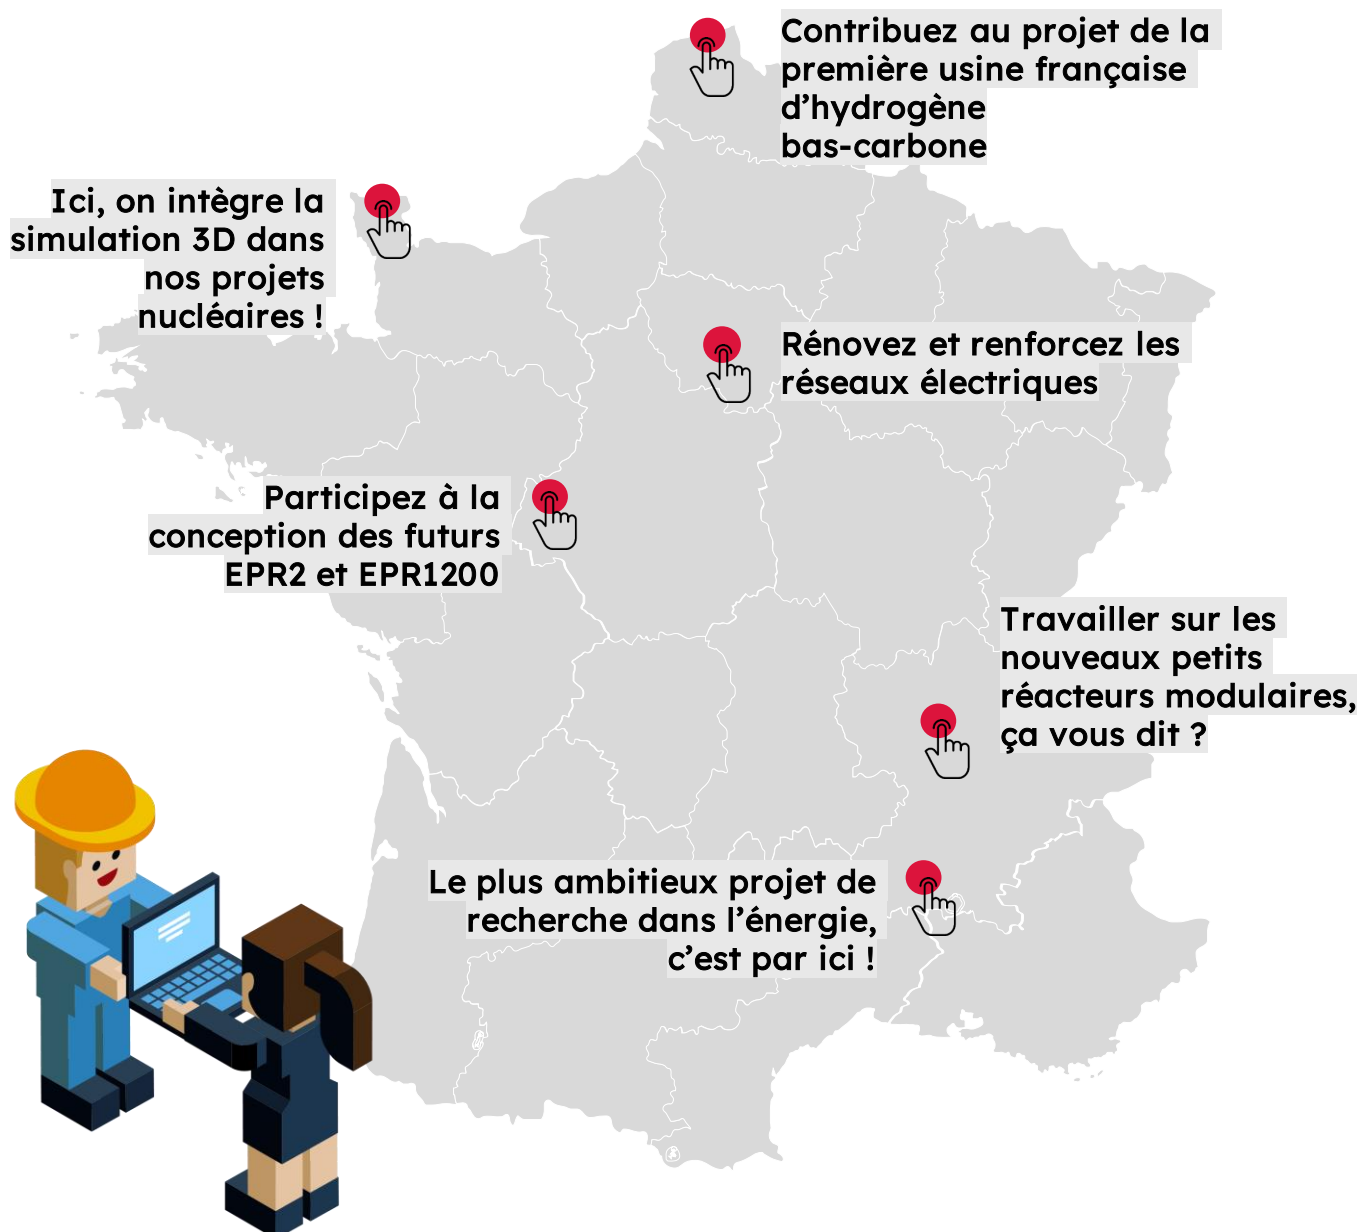 Contribuez au projet de la
première usine française
d’hydrogène
bas-carbone
Ici, on intègre la
simulation 3D dans
nos projets
nucléaires !
Rénovez et renforcez les
réseaux électriques
Participez à la
conception des futurs
EPR2 et EPR1200
Travailler sur les
nouveaux petits
réacteurs modulaires,
ça vous dit ?
Le plus ambitieux projet de
recherche dans l’énergie,
c’est par ici !